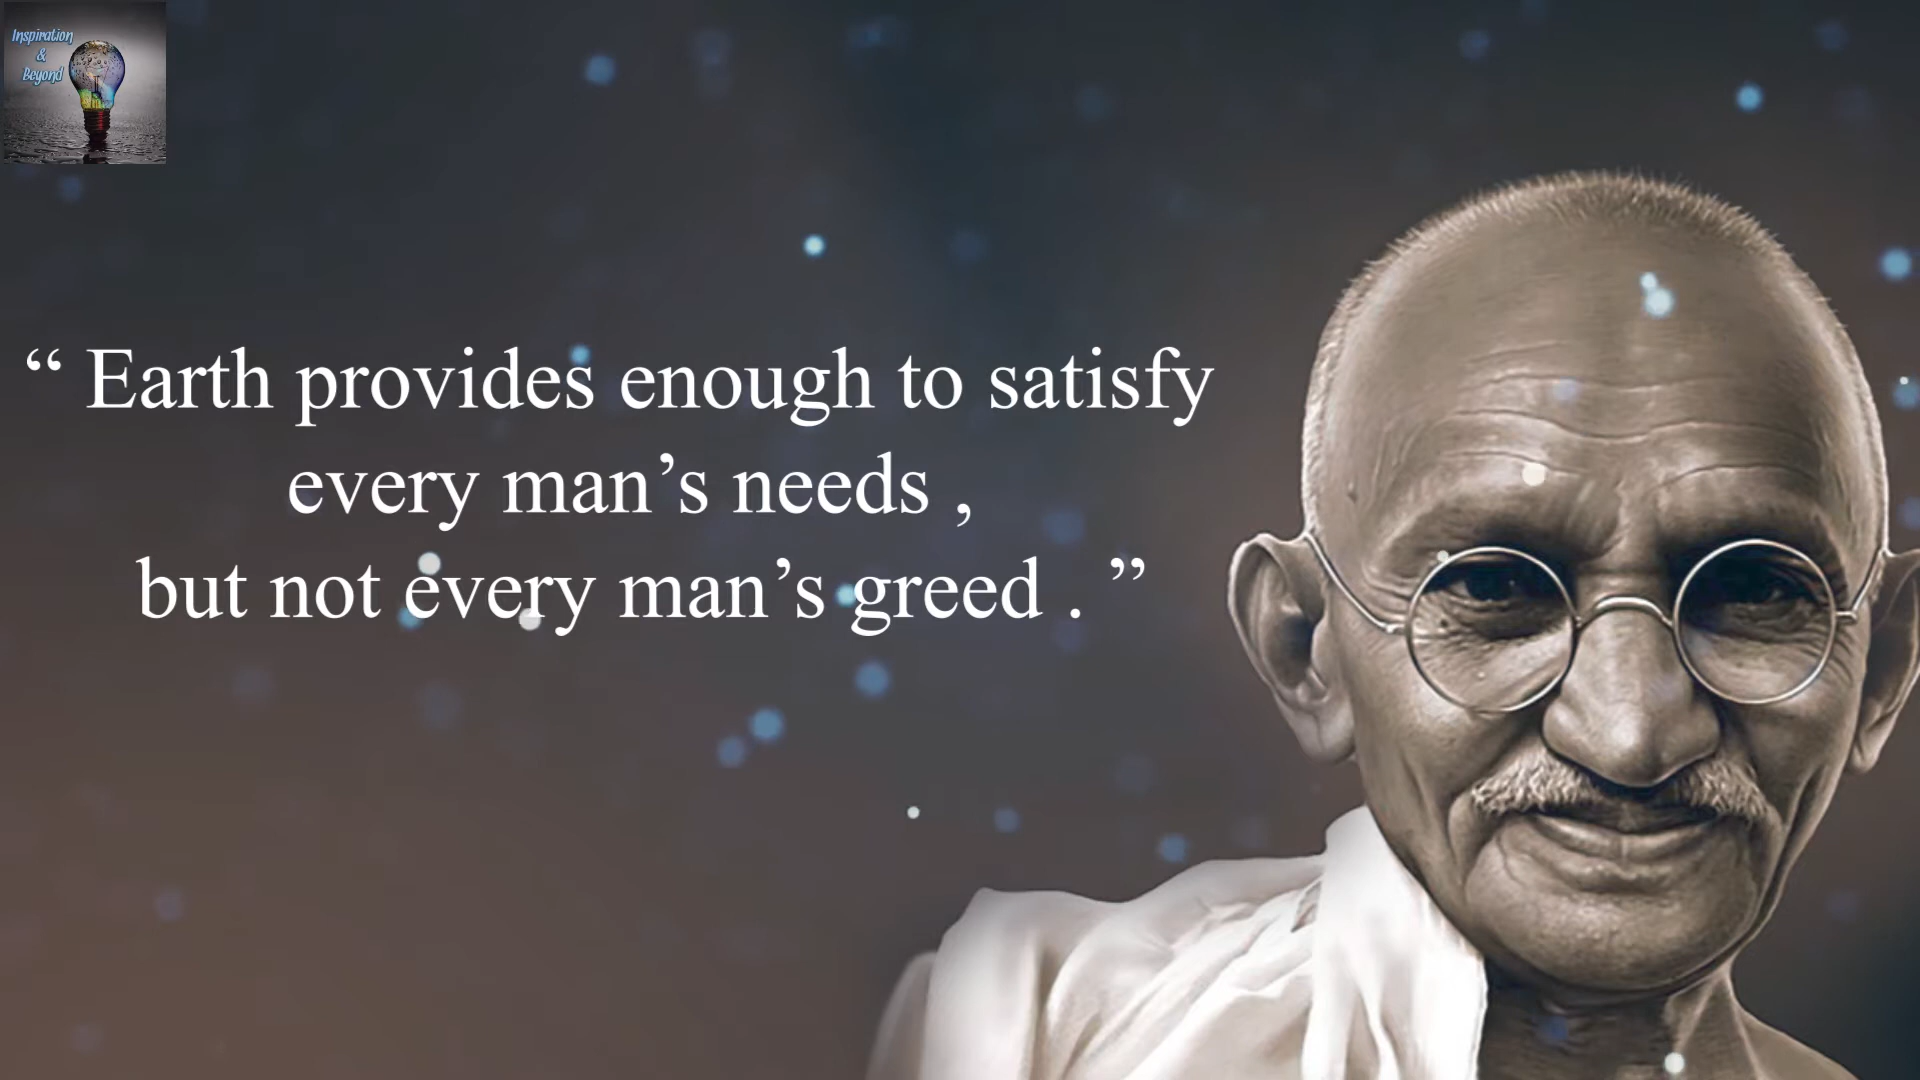 Inspiration
&
Beyond
“ Earth provides enough to satisfy
every man’s needs ,
but not every man’s greed . ”